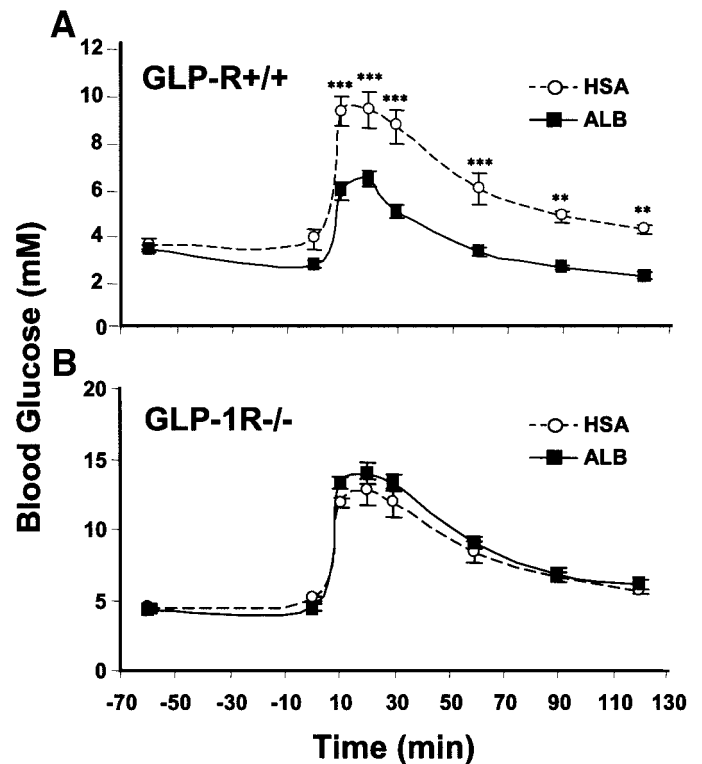 A
12
GLP-R+/+
10
8
6
4
2
0
*** *** ***
***
**
**
HSA
ALB
Blood Glucose (mM)
B
20
GLP-1R-/-
15
10
5
0
HSA
ALB
-70 -50 -30 -10 10 30 50 70 90 110 130
Time (min)